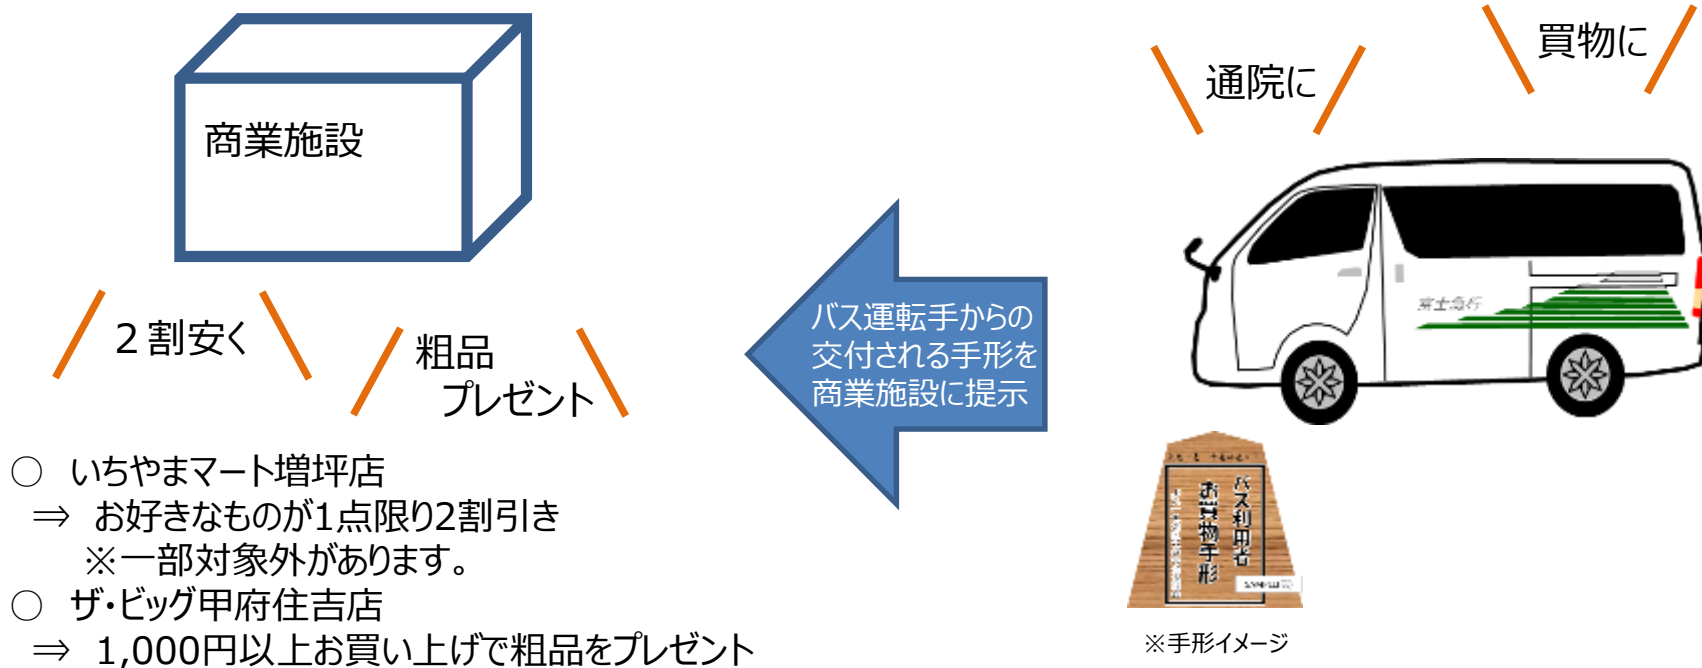 商業施設
２割安く
粗品
プレゼント
○　いちやまマート増坪店
⇒　お好きなものが1点限り2割引き
※一部対象外があります。
○　ザ・ビッグ甲府住吉店
⇒　1,000円以上お買い上げで粗品をプレゼント
バス運転手からの
交付される手形を
商業施設に提示
通院に
買物に
富士急行
バス利用者
お買物手形
※手形イメージ